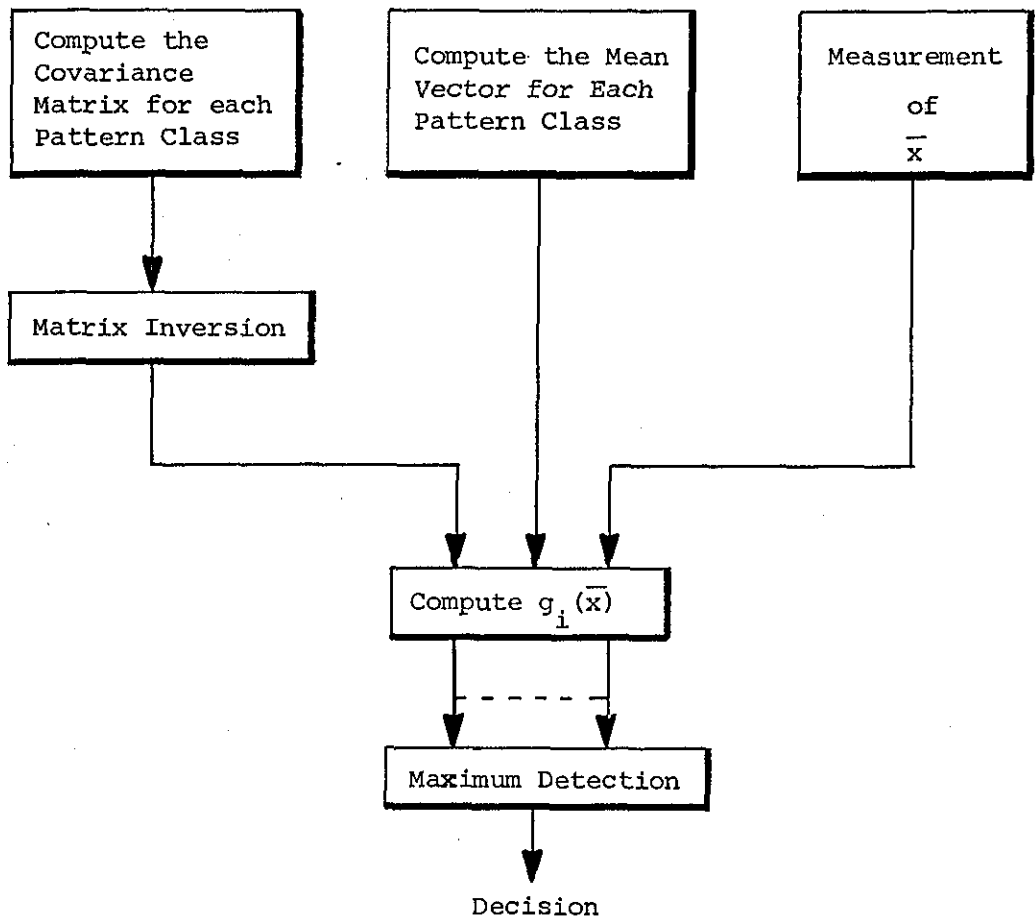 Compute the
Covariance
Matrix for each
Pattern Class
Compute the Mean
Vector for Each
Pattern Class
Measurement
of
x̅
Matrix Inversion
Compute gᵢ(x̅)
Maximum Detection
Decision